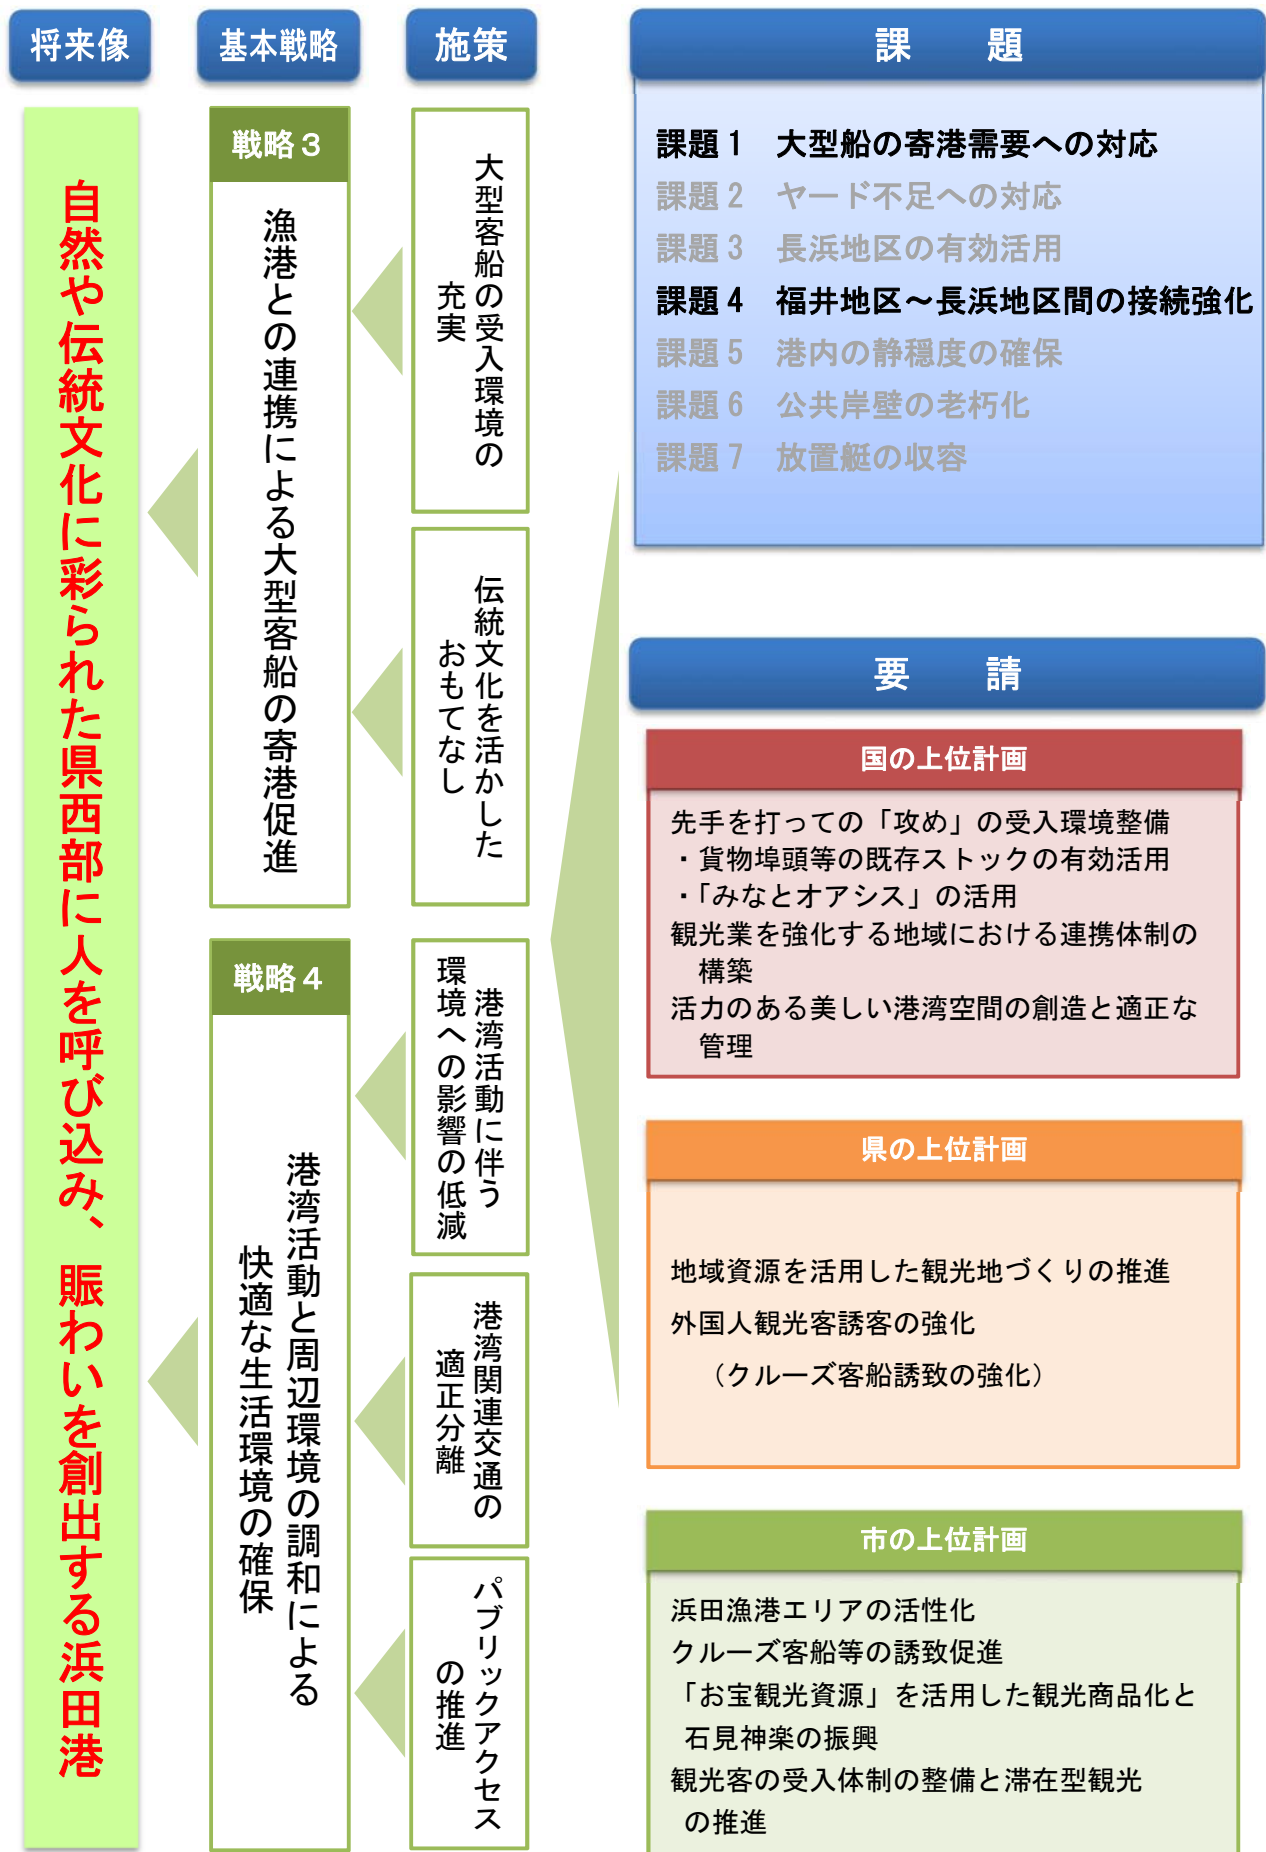 将来像
基本戦略
施策
課　題
自然や伝統文化に彩られた県西部に人を呼び込み、賑わいを創出する浜田港
戦略３
漁港との連携による大型客船の寄港促進
戦略４
港湾活動と周辺環境の調和による
快適な生活環境の確保
大型客船の受入環境の
充実
伝統文化を活かした
おもてなし
港湾活動に伴う
環境への影響の低減
港湾関連交通の
適正分離
パブリックアクセス
の推進
課題１　大型船の寄港需要への対応
課題２　ヤード不足への対応
課題３　長浜地区の有効活用
課題４　福井地区～長浜地区間の接続強化
課題５　港内の静穏度の確保
課題６　公共岸壁の老朽化
課題７　放置艇の収容
要　請
国の上位計画
先手を打っての「攻め」の受入環境整備
・貨物埠頭等の既存ストックの有効活用
・「みなとオアシス」の活用
観光業を強化する地域における連携体制の
構築
活力のある美しい港湾空間の創造と適正な
管理
県の上位計画
地域資源を活用した観光地づくりの推進
外国人観光客誘客の強化
（クルーズ客船誘致の強化）
市の上位計画
浜田漁港エリアの活性化
クルーズ客船等の誘致促進
「お宝観光資源」を活用した観光商品化と
石見神楽の振興
観光客の受入体制の整備と滞在型観光
の推進